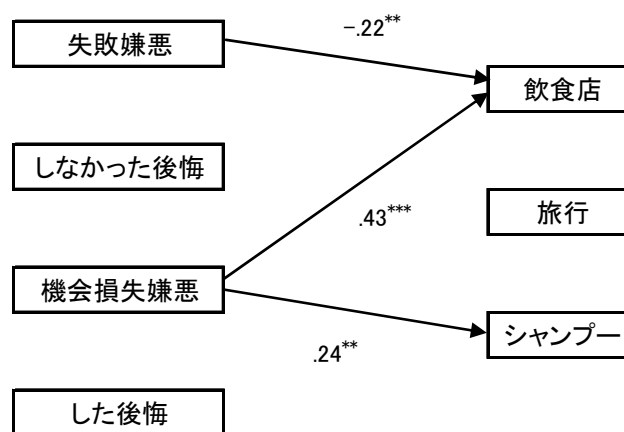 失敗嫌悪
-.22**
飲食店
しなかった後悔
旅行
.43***
機会損失嫌悪
シャンプー
.24**
した後悔